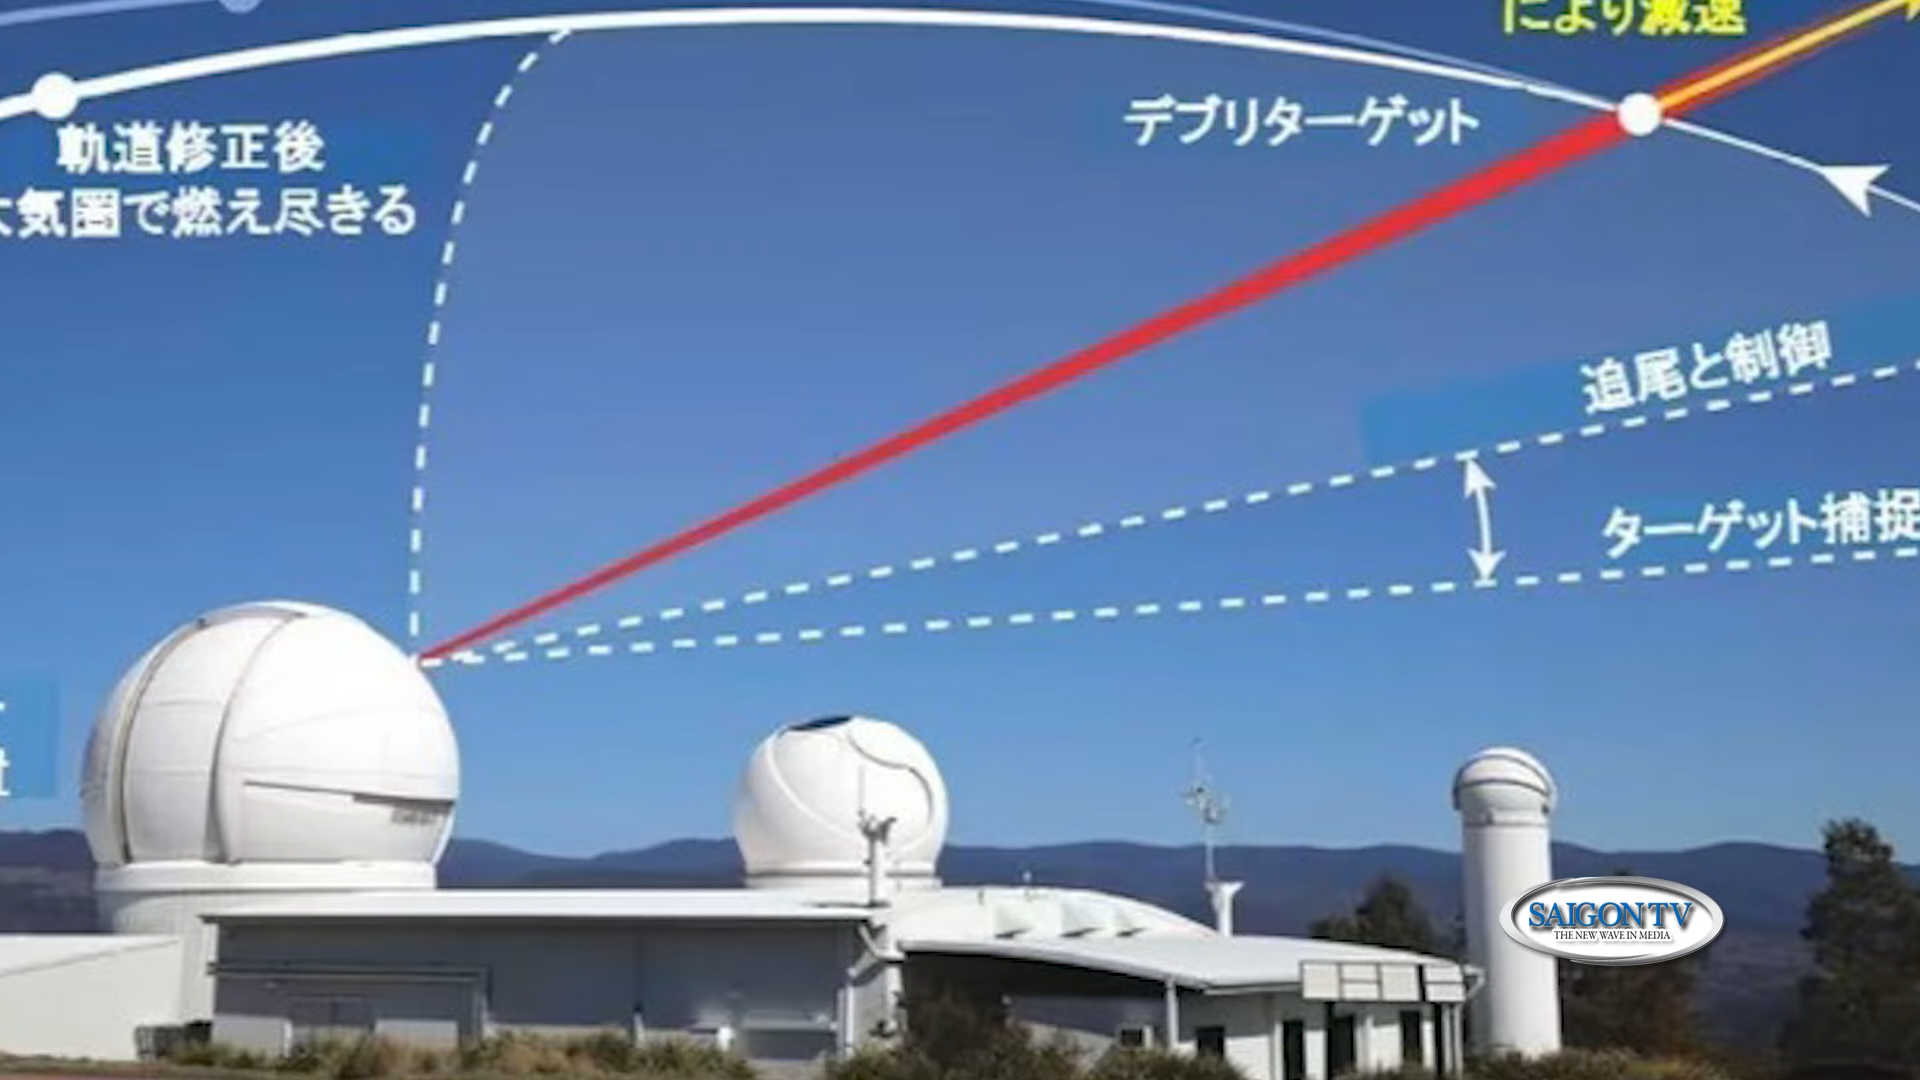 により減速
デブリターゲット
軌道修正後
大気圏で燃え尽きる
追尾と制御
ターゲット捕捉
SAIGON TV
THE NEW WAVE IN MEDIA